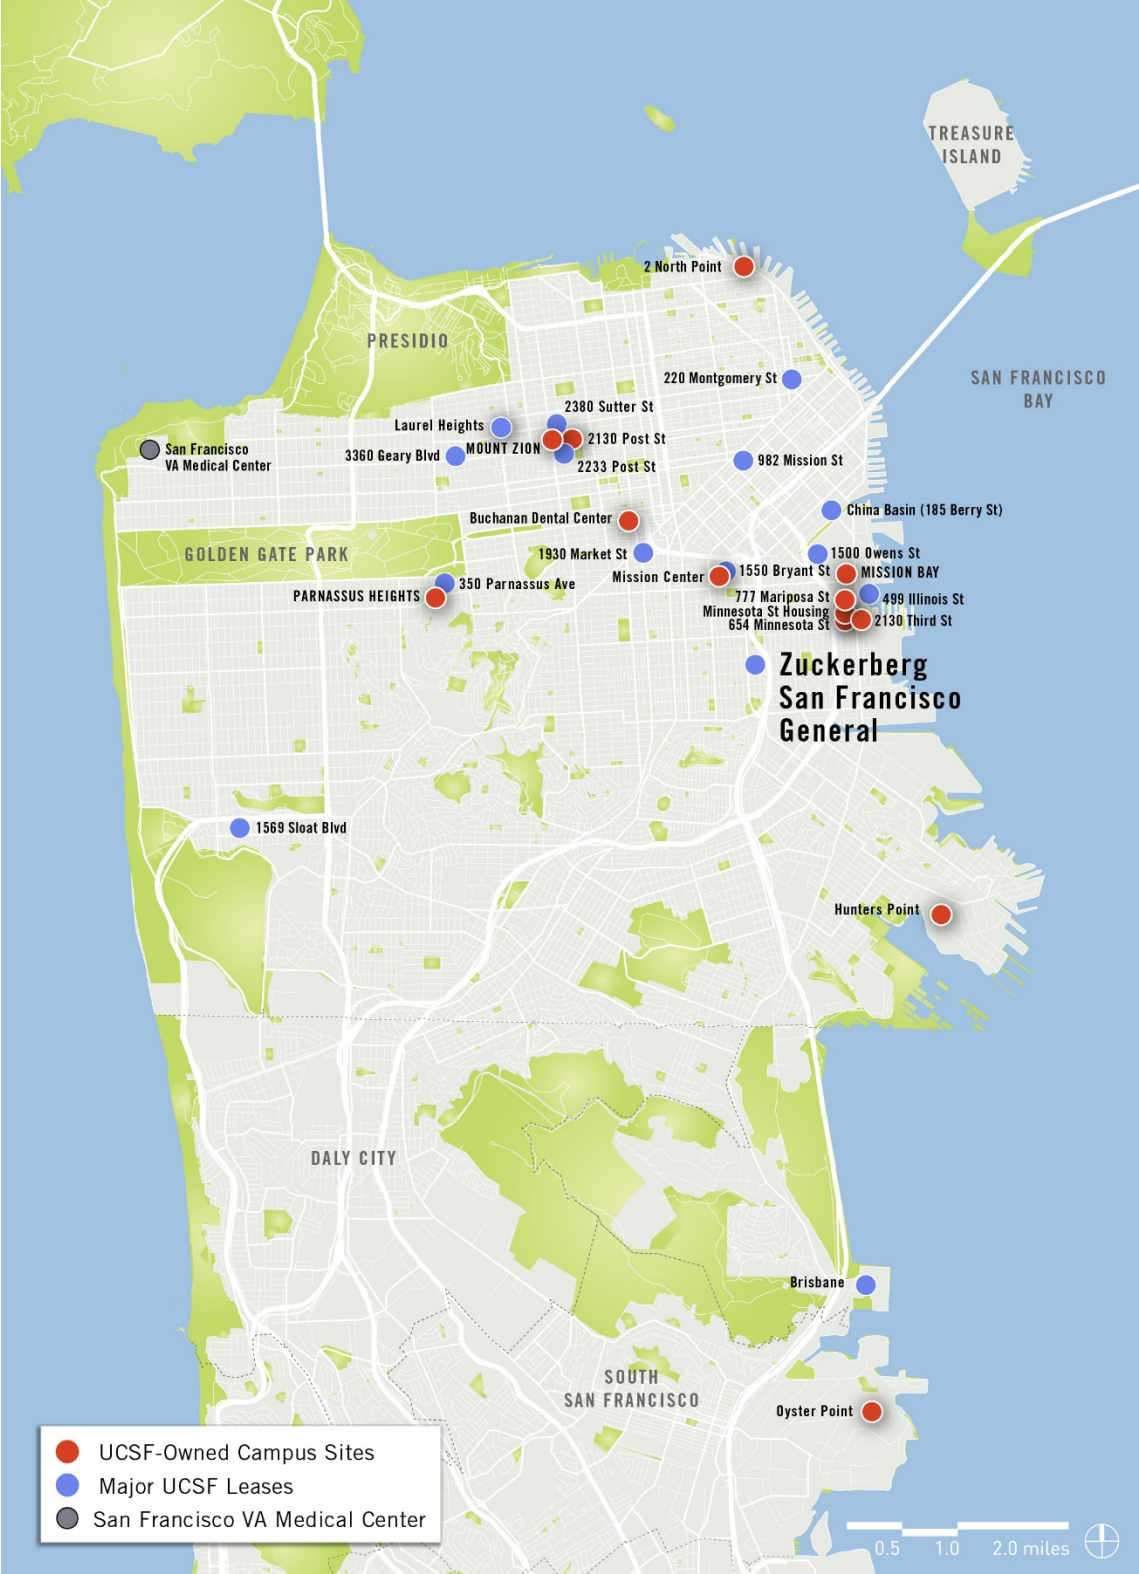 TREASURE
ISLAND
2 North Point
PRESIDIO
220 Montgomery St
SAN FRANCISCO
BAY
2380 Sutter St
Laurel Heights
2130 Post St
MOUNT ZION
San Francisco
VA Medical Center
3360 Geary Blvd
2233 Post St
982 Mission St
China Basin (185 Berry St)
Buchanan Dental Center
GOLDEN GATE PARK
1930 Market St
1500 Owens St
1550 Bryant St
MISSION BAY
Mission Center
350 Parnassus Ave
PARNASSUS HEIGHTS
777 Mariposa St
499 Illinois St
Minnesota St Housing
654 Minnesota St
2130 Third St
Zuckerberg
San Francisco
General
1569 Sloat Blvd
Hunters Point
DALY CITY
Brisbane
SOUTH
SAN FRANCISCO
Oyster Point
UCSF-Owned Campus Sites
Major UCSF Leases
San Francisco VA Medical Center
0.5 1.0 2.0 miles